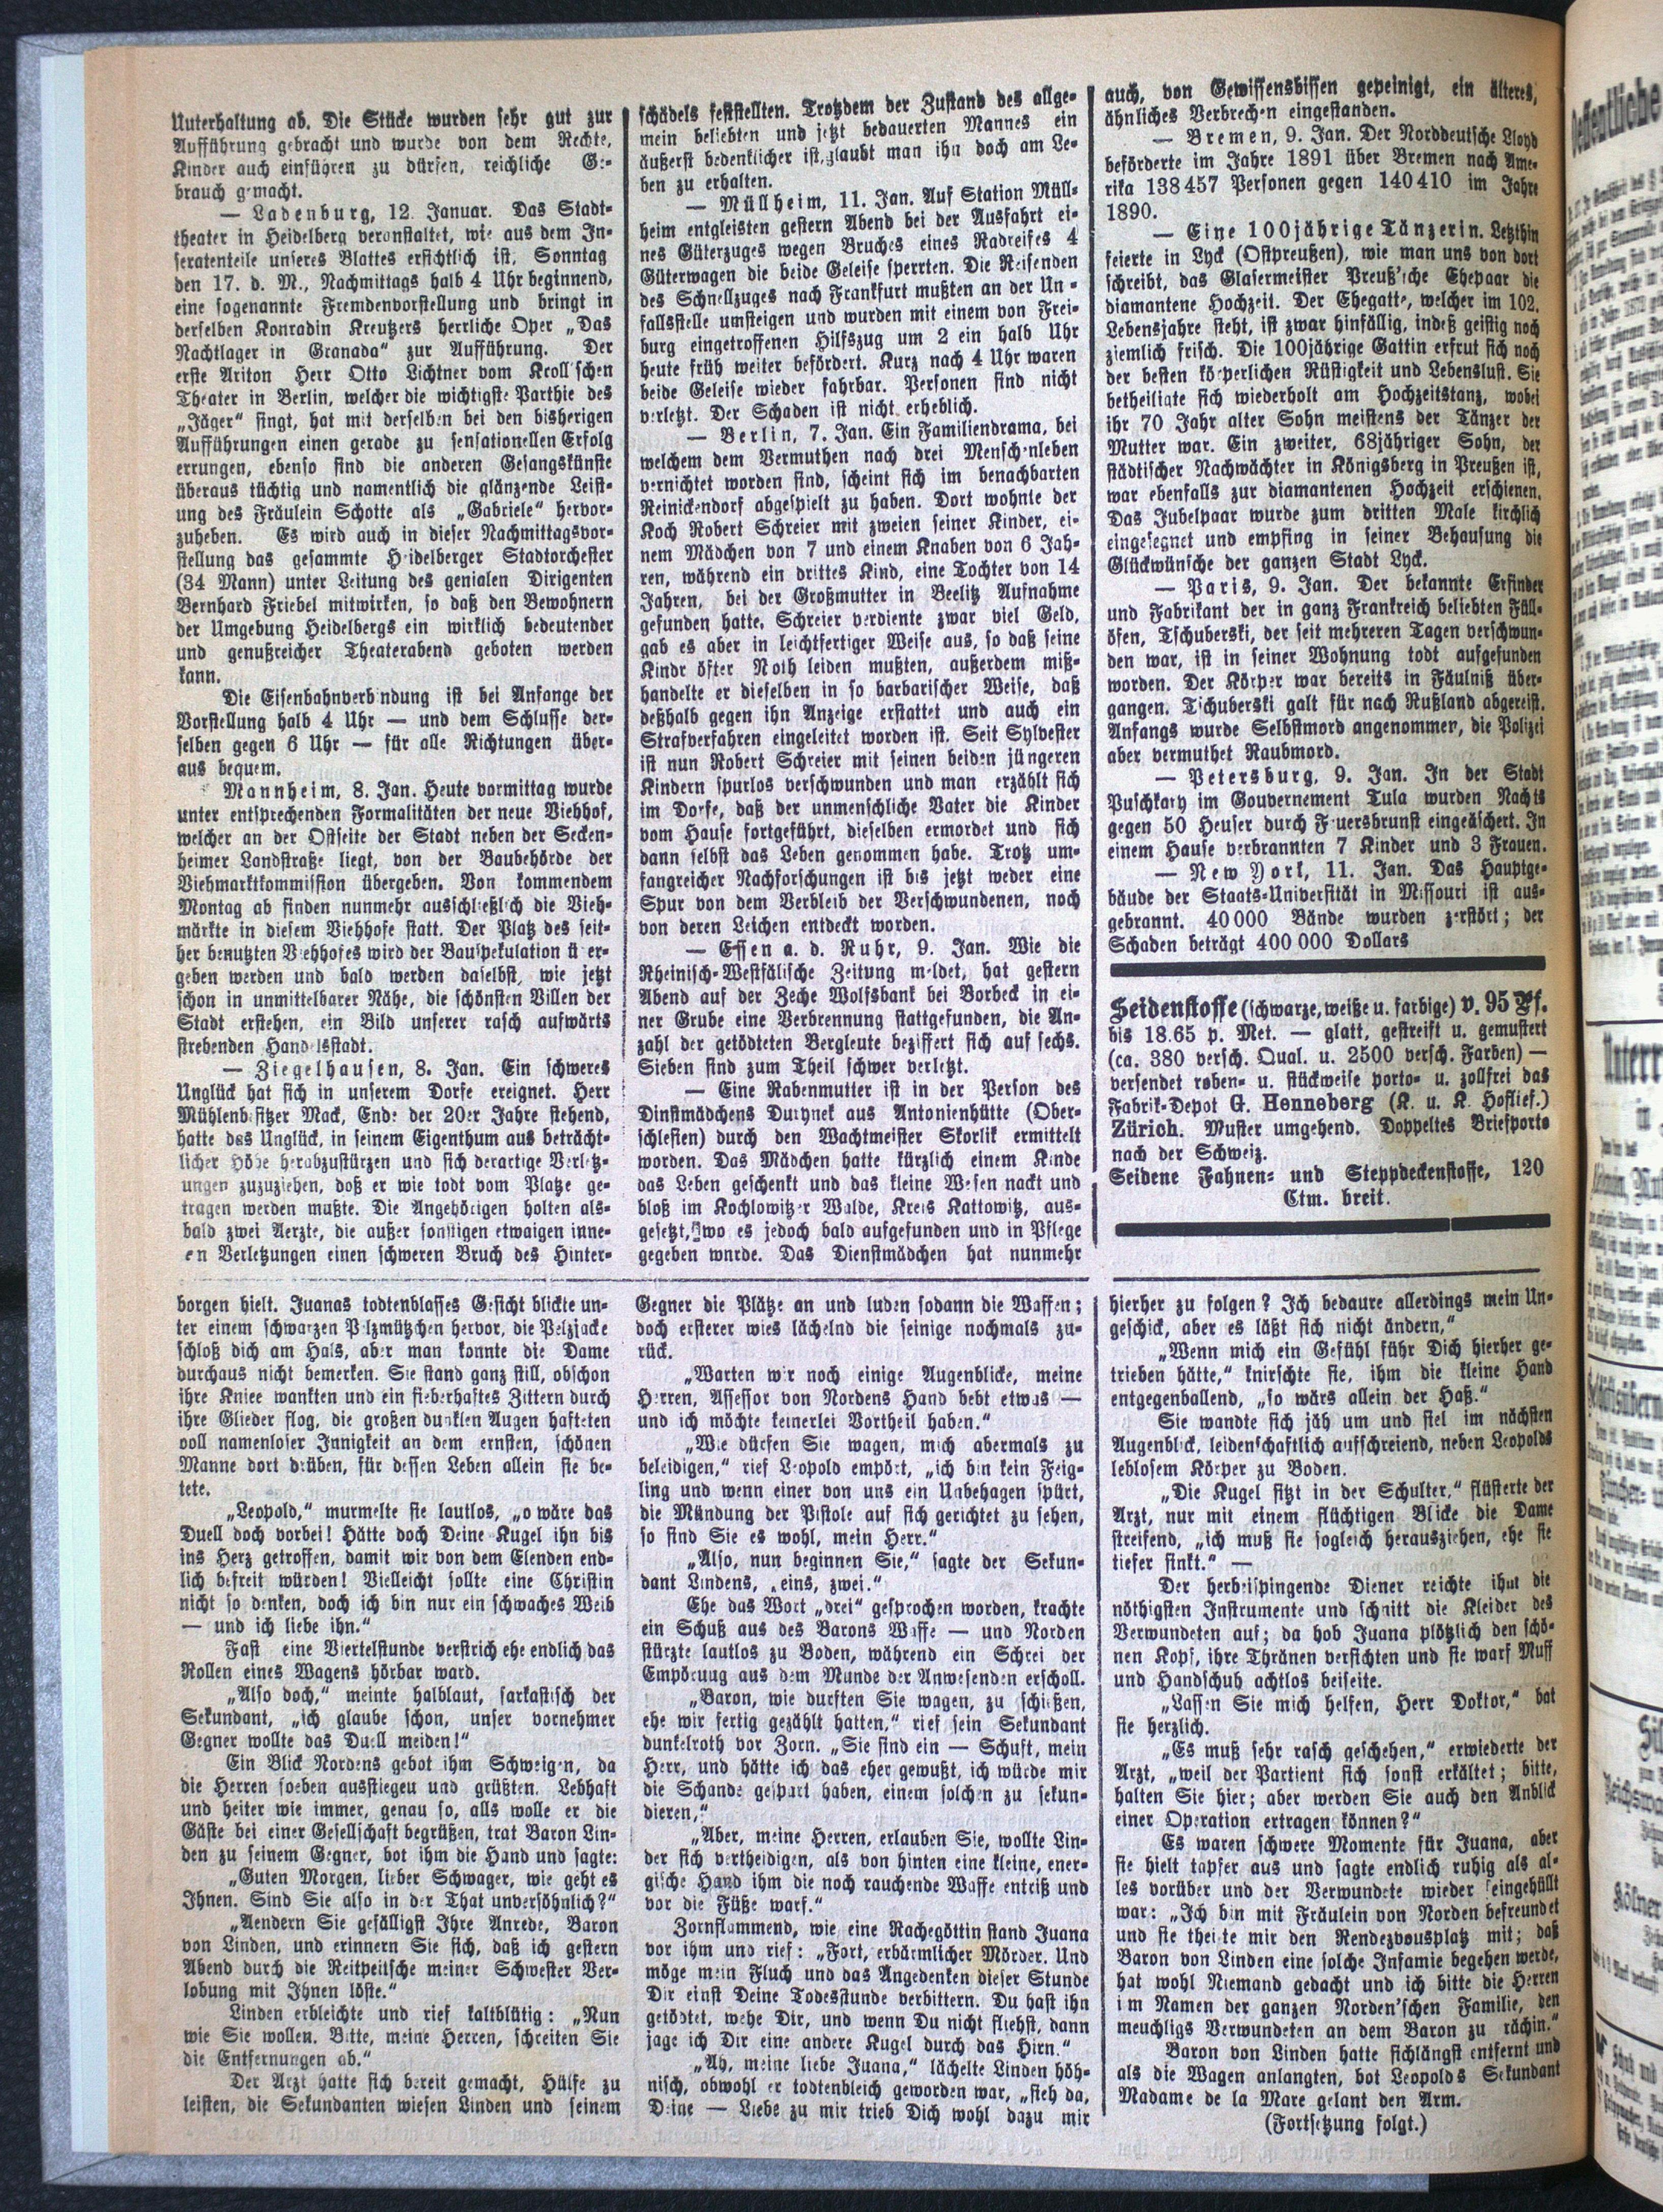 Unterhaltung ab. Die Stücke wurden sehr gut zur
Aufführung gebracht und wurde von dem Rechte,
Kinder auch einführen zu dürfen, reichliche Ge-
brauch gemacht.
— Ladenburg, 12. Januar. Das Stadt-
theater in Heidelberg veranstaltet, wie aus dem In-
seratenteile unseres Blattes ersichtlich ist, Sonntag
den 17. d. M., Nachmittags halb 4 Uhr beginnend,
eine sogenannte Fremdenvorstellung und bringt in
derselben Konradin Kreutzers herrliche Oper „Das
Nachtlager in Granada“ zur Aufführung. Der
erste Ariton Herr Otto Lichtner vom Kroll'schen
Theater in Berlin, welcher die wichtigste Parthie des
„Jäger“ singt, hat mit derselben bei den bisherigen
Aufführungen einen gerade zu sensationellen Erfolg
errungen, ebenso sind die anderen Gesangskünste
überaus tüchtig und namentlich die glänzende Leist-
ung des Fräulein Schotte als „Gabriele“ hervor-
zuheben. Es wird auch in dieser Nachmittagsvor-
stellung das gesammte Heidelberger Stadtorchester
(34 Mann) unter Leitung des genialen Dirigenten
Bernhard Friebel mitwirken, so daß den Bewohnern
der Umgebung Heidelbergs ein wirklich bedeutender
und genußreicher Theaterabend geboten werden
kann.
Die Eisenbahnverbindung ist bei Anfange der
Vorstellung halb 4 Uhr — und dem Schlusse der-
selben gegen 6 Uhr — für alle Richtungen über-
aus bequem.
Mannheim, 8. Jan. Heute vormittag wurde
unter entsprechenden Formalitäten der neue Viehhof,
welcher an der Ostseite der Stadt neben der Secken-
heimer Landstraße liegt, von der Baubehörde der
Viehmarktkommission übergeben. Von kommendem
Montag ab finden nunmehr ausschließlich die Vieh-
märkte in diesem Viehhofe statt. Der Platz des seit-
her benutzten Viehhofes wird der Bauspekulation ü er-
geben werden und bald werden daselbst, wie jetzt
schon in unmittelbarer Nähe, die schönsten Villen der
Stadt erstehen, ein Bild unserer rasch aufwärts
strebenden Handelsstadt.
— Ziegelhausen, 8. Jan. Ein schweres
Unglück hat sich in unserem Dorfe ereignet. Herr
Mühlenbesitzer Mack, Ende der 20er Jahre stehend,
hatte das Unglück, in seinem Eigenthum aus beträcht-
licher Höhe herabzustürzen und sich derartige Verletz-
ungen zuzuziehen, daß er wie todt vom Platze ge-
tragen werden mußte. Die Angehörigen holten als-
bald zwei Aerzte, die außer sonstigen etwaigen inne-
en Verletzungen einen schweren Bruch des Hinter-
schädels feststellten. Trotzdem der Zustand des allge-
mein beliebten und jetzt bedauerten Mannes ein
äußerst bedenklicher ist, glaubt man ihn doch am Le-
ben zu erhalten.
— Müllheim, 11. Jan. Auf Station Müll-
heim entgleisten gestern Abend bei der Ausfahrt ei-
nes Güterzuges wegen Bruches eines Radreifes 4
Güterwagen die beide Geleise sperrten. Die Reisenden
des Schnellzuges nach Frankfurt mußten an der Un-
fallsstelle umsteigen und wurden mit einem von Frei-
burg eingetroffenen Hilfszug um 2 ein halb Uhr
heute früh weiter befördert. Kurz nach 4 Uhr waren
beide Geleise wieder fahrbar. Personen sind nicht
verletzt. Der Schaden ist nicht erheblich.
— Berlin, 7. Jan. Ein Familiendrama, bei
welchem dem Vermuthen nach drei Menschenleben
vernichtet worden sind, scheint sich im benachbarten
Reinickendorf abgespielt zu haben. Dort wohnte der
Koch Robert Schreier mit zweien seiner Kinder, ei-
nem Mädchen von 7 und einem Knaben von 6 Jah-
ren, während ein drittes Kind, eine Tochter von 14
Jahren, bei der Großmutter in Beelitz Aufnahme
gefunden hatte. Schreier verdiente zwar viel Geld,
gab es aber in leichtfertiger Weise aus, so daß seine
Kindr öfter Noth leiden mußten, außerdem miß-
handelte er dieselben in so barbarischer Weise, daß
deßhalb gegen ihn Anzeige erstattet und auch ein
Strafverfahren eingeleitet worden ist. Seit Sylvester
ist nun Robert Schreier mit seinen beiden jüngeren
Kindern spurlos verschwunden und man erzählt sich
im Dorfe, daß der unmenschliche Vater die Kinder
vom Hause fortgeführt, dieselben ermordet und sich
dann selbst das Leben genommen habe. Trotz um-
fangreicher Nachforschungen ist bis jetzt weder eine
Spur von dem Verbleib der Verschwundenen, noch
von deren Leichen entdeckt worden.
— Essen a. d. Ruhr, 9. Jan. Wie die
Rheinisch-Westfälische Zeitung meldet, hat gestern
Abend auf der Zeche Wolfsbank bei Borbeck in ei-
ner Grube eine Verbrennung stattgefunden, die An-
zahl der getödteten Bergleute beziffert sich auf sechs.
Sieben sind zum Theil schwer verletzt.
— Eine Rabenmutter ist in der Person des
Dinstmädchens Durynek aus Antonienhütte (Ober-
schlesien) durch den Wachtmeister Skorlik ermittelt
worden. Das Mädchen hatte kürzlich einem Kinde
das Leben geschenkt und das kleine Wesen nackt und
bloß im Kochlowitzer Walde, Kreis Kattowitz, aus-
gesetzt, wo es jedoch bald aufgefunden und in Pflege
gegeben wnrde. Das Dienstmädchen hat nunmehr
auch, von Gewissensbissen gepeinigt, ein älteres,
ähnliches Verbrechen eingestanden.
— Bremen, 9. Jan. Der Norddeutsche Lloyd
beförderte im Jahre 1891 über Bremen nach Ame-
rika 138457 Personen gegen 140410 im Jahre
1890.
— Eine 100jährige Tänzerin. Letzthin
feierte in Lyck (Ostpreußen), wie man uns von dort
schreibt, das Glasermeister Preuß'sche Ehepaar die
diamantene Hochzeit. Der Ehegatte, welcher im 102.
Lebensjahre steht, ist zwar hinfällig, indeß geistig noch
ziemlich frisch. Die 100jährige Gattin erfrut sich noch
der besten körperlichen Rüstigkeit und Lebenslust. Sie
betheiligte sich wiederholt am Hochzeitstanz, wobei
ihr 70 Jahr alter Sohn meistens der Tänzer der
Mutter war. Ein zweiter, 68jähriger Sohn, der
städtischer Nachwächter in Königsberg in Preußen ist,
war ebenfalls zur diamantenen Hochzeit erschienen.
Das Jubelpaar wurde zum dritten Male kirchlich
eingesegnet und empfing in seiner Behausung die
Glückwünsche der ganzen Stadt Lyck.
— Paris, 9. Jan. Der bekannte Erfinder
und Fabrikant der in ganz Frankreich beliebten Füll-
öfen, Tschuberski, der seit mehreren Tagen verschwun-
den war, ist in seiner Wohnung todt aufgefunden
worden. Der Körper war bereits in Fäulniß über-
gangen. Tschuberski galt für nach Rußland abgereist.
Anfangs wurde Selbstmord angenommen, die Polizei
aber vermuthet Raubmord.
— Petersburg, 9. Jan. In der Stadt
Puschkary im Gouvernement Tula wurden Nachts
gegen 50 Heuser durch Feuersbrunst eingeäschert. In
einem Hause verbrannten 7 Kinder und 3 Frauen.
— New York, 11. Jan. Das Hauptge-
bäude der Staats-Universität in Missouri ist aus-
gebrannt. 40000 Bände wurden zerstört; der
Schaden beträgt 400000 Dollars
Seidenstoffe (schwarze, weiße u. farbige) v. 95 Pf.
bis 18.65 p. Met. — glatt, gestreift u. gemustert
(ca. 380 versch. Qual. u. 2500 versch. Farben) —
versendet roben- u. stückweise porto- u. zollfrei das
Fabrik-Depot G. Henneberg (K. u. K. Hoflief.)
Zürich. Muster umgehend. Doppeltes Briefporto
nach der Schweiz.
Seidene Fahnen- und Steppdeckenstoffe, 120
Ctm. breit.
borgen hielt. Juanas todtenblasses Gesicht blickte un-
ter einem schwarzen Pelzmützchen hervor, die Pelzjacke
schloß dich am Hals, aber man konnte die Dame
durchaus nicht bemerken. Sie stand ganz still, obschon
ihre Kniee wankten und ein fieberhaftes Zittern durch
ihre Glieder flog, die großen dunklen Augen hafteten
voll namenloser Innigkeit an dem ernsten, schönen
Manne dort drüben, für dessen Leben allein sie be-
tete.
„Leopold,“ murmelte sie lautlos, „o wäre das
Duell doch vorbei! Hätte doch Deine Kugel ihn bis
ins Herz getroffen, damit wir von dem Elenden end-
lich befreit würden! Vielleicht sollte eine Christin
nicht so denken, doch ich bin nur ein schwaches Weib
— und ich liebe ihn.“
Fast eine Viertelstunde verstrich ehe endlich das
Rollen eines Wagens hörbar ward.
„Also doch,“ meinte halblaut, sarkastisch der
Sekundant, „ich glaube schon, unser vornehmer
Gegner wollte das Duell meiden!“
Ein Blick Nordens gebot ihm Schweigen, da
die Herren soeben ausstiegeu und grüßten. Lebhaft
und heiter wie immer, genau so, alls wolle er die
Gäste bei einer Gesellschaft begrüßen, trat Baron Lin-
den zu seinem Gegner, bot ihm die Hand und sagte:
„Guten Morgen, lieber Schwager, wie geht es
Ihnen. Sind Sie also in der That unversöhnlich?“
„Aendern Sie gefälligst Ihre Anrede, Baron
von Linden, und erinnern Sie sich, daß ich gestern
Abend durch die Reitpeitsche meiner Schwester Ver-
lobung mit Ihnen löste.“
Linden erbleichte und rief kaltblütig: „Nun
wie Sie wollen. Bitte, meine Herren, schreiten Sie
die Entfernungen ab.“
Der Arzt hatte sich bereit gemacht, Hülfe zu
leisten, die Sekundanten wiesen Linden und seinem
Gegner die Plätze an und luden sodann die Waffen;
doch ersterer wies lächelnd die seinige nochmals zu-
rück.
„Warten wir noch einige Augenblicke, meine
Herren, Assessor von Nordens Hand bebt etwas —
und ich möchte keinerlei Vortheil haben.“
„Wie dürfen Sie wagen, mich abermals zu
beleidigen,“ rief Leopold empört, „ich bin kein Feig-
ling und wenn einer von uns ein Unbehagen spürt,
die Mündung der Pistole auf sich gerichtet zu sehen,
so sind Sie es wohl, mein Herr.“
„Also, nun beginnen Sie,“ sagte der Sekun-
dant Lindens, „eins, zwei.“
Ehe das Wort „drei“ gesprochen worden, krachte
ein Schuß aus des Barons Waffe — und Norden
stürzte lautlos zu Boden, während ein Schrei der
Empörung aus dem Munde der Anwesenden erscholl.
„Baron, wie durften Sie wagen, zu schießen,
ehe wir fertig gezählt hatten,“ rief sein Sekundant
dunkelroth vor Zorn. „Sie sind ein — Schuft, mein
Herr, und hätte ich das eher gewußt, ich würde mir
die Schande gespart haben, einem solchen zu sekun-
dieren,“
„Aber, meine Herren, erlauben Sie, wollte Lin-
der sich vertheidigen, als von hinten eine kleine, ener-
gische Hand ihm die noch rauchende Waffe entriß und
vor die Füße warf.“
Zornflammend, wie eine Rachegöttin stand Juana
vor ihm und rief: „Fort, erbärmlicher Mörder. Und
möge mein Fluch und das Angedenken dieser Stunde
Dir einst Deine Todesstunde verbittern. Du hast ihn
getödtet, wehe Dir, und wenn Du nicht fliehst, dann
jage ich Dir eine andere Kugel durch das Hirn.“
„Ah, meine liebe Juana,“ lächelte Linden höh-
nisch, obwohl er todtenbleich geworden war, „sieh da,
Deine — Liebe zu mir trieb Dich wohl dazu mir
hierher zu folgen? Ich bedaure allerdings mein Un-
geschick, aber es läßt sich nicht ändern,“
„Wenn mich ein Gefühl führ Dich hierher ge-
trieben hätte,“ knirschte sie, ihm die kleine Hand
entgegenballend, „so wärs allein der Haß.“
Sie wandte sich jäh um und fiel im nächsten
Augenblick, leidenschaftlich aufschreiend, neben Leopolds
leblosem Körper zu Boden.
„Die Kugel sitzt in der Schulter,“ flüsterte der
Arzt, nur mit einem flüchtigen Blicke die Dame
streifend, „ich muß sie sogleich herausziehen, ehe sie
tiefer sinkt.“ —
Der herbeispingende Diener reichte ihm die
nöthigsten Instrumente und schnitt die Kleider des
Verwundeten auf; da hob Juana plötzlich den schö-
nen Kopf, ihre Thränen versichten und sie warf Muff
und Handschuh achtlos beiseite.
„Lassen Sie mich helfen, Herr Doktor,“ bat
sie herzlich.
„Es muß sehr rasch geschehen,“ erwiederte der
Arzt, „weil der Partient sich sonst erkältet; bitte,
halten Sie hier; aber werden Sie auch den Anblick
einer Operation ertragen können?“
Es waren schwere Momente für Juana, aber
sie hielt tapfer aus und sagte endlich ruhig als al-
les vorüber und der Verwundete wieder eingehüllt
war: „Ich bin mit Fräulein von Norden befreundet
und sie theilte mir den Rendezvousplatz mit; daß
Baron von Linden eine solche Infamie begehen werde,
hat wohl Niemand gedacht und ich bitte die Herren
im Namen der ganzen Norden'schen Familie, den
meuchligs Verwundeten an dem Baron zu rächin.“
Baron von Linden hatte sichlängst entfernt und
als die Wagen anlangten, bot Leopolds Sekundant
Madame de la Mare gelant den Arm.
(Fortsetzung folgt.)
Oeffentliche